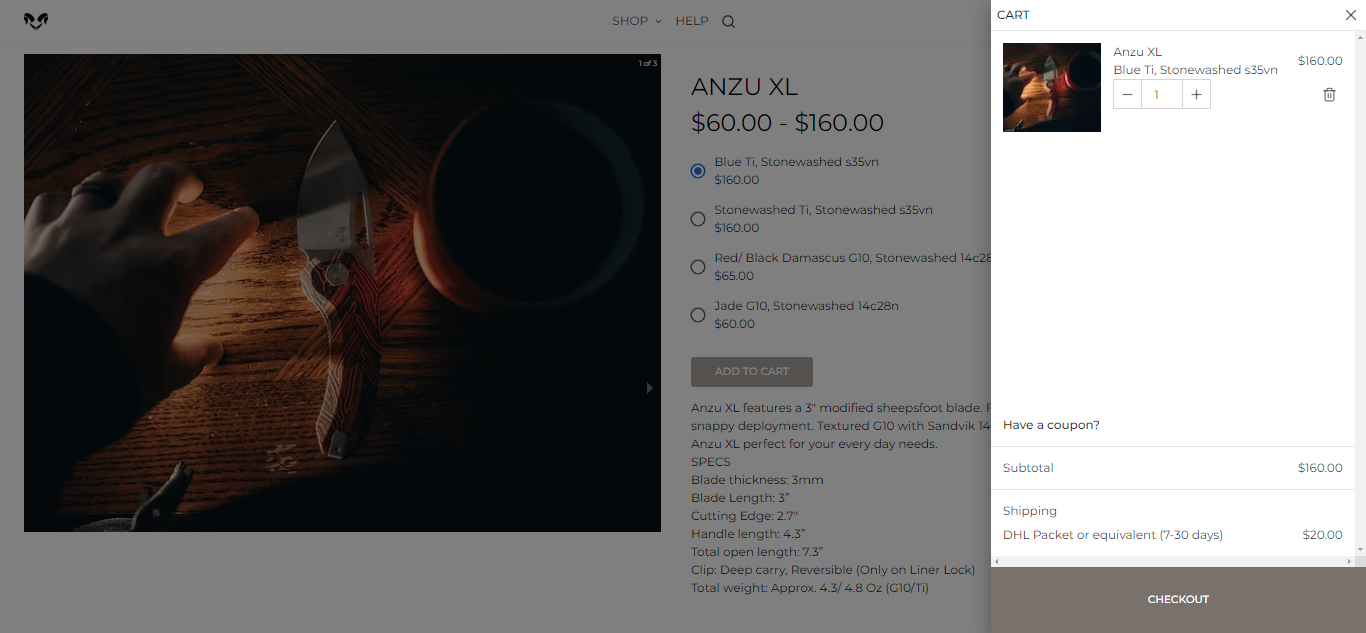 SHOP
HELP
1 of 3
ANZU XL
$60.00 - $160.00
Blue Ti, Stonewashed s35vn
$160.00
Stonewashed Ti, Stonewashed s35vn
$160.00
Red/ Black Damascus G10, Stonewashed 14c28
$65.00
Jade G10, Stonewashed 14c28n
$60.00
ADD TO CART
Anzu XL features a 3" modified sheepsfoot blade.
snappy deployment. Textured G10 with Sandvik 14
Anzu XL perfect for your every day needs.
SPECS
Blade thickness: 3mm
Blade Length: 3”
Cutting Edge: 2.7"
Handle length: 4.3”
Total open length: 7.3”
Clip: Deep carry, Reversible (Only on Liner Lock)
Total weight: Approx. 4.3/ 4.8 Oz (G10/Ti)
CART
Anzu XL
Blue Ti, Stonewashed s35vn
$160.00
1
Have a coupon?
Subtotal $160.00
Shipping
DHL Packet or equivalent (7-30 days) $20.00
CHECKOUT